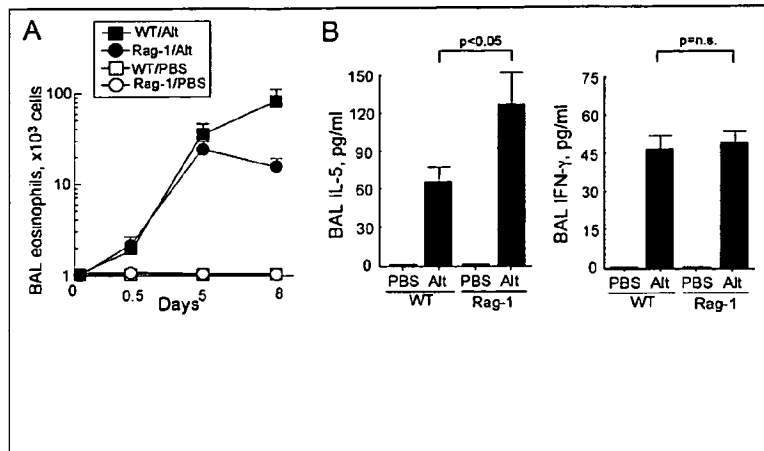 A
WT/Alt
Rag-1/Alt
WT/PBS
Rag-1/PBS
BAL eosinophils, x10³ cells
100
10
1
0
0.5
5
8
Days
B
p<0.05
BAL IL-5, pg/ml
150
120
90
60
30
0
PBS Alt PBS Alt
WT Rag-1
p=n.s.
BAL IFN-γ, pg/ml
75
60
45
30
15
0
PBS Alt PBS Alt
WT Rag-1